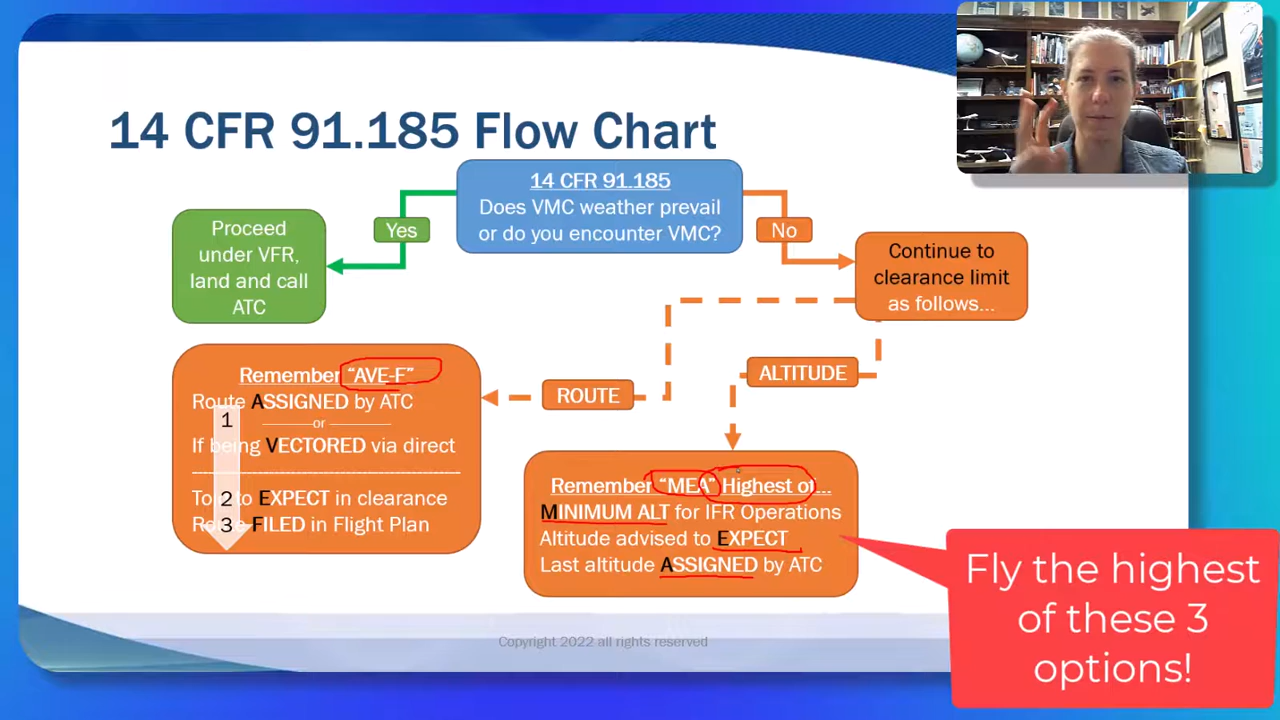 14 CFR 91.185 Flow Chart
14 CFR 91.185
Does VMC weather prevail
or do you encounter VMC?
Yes
No
Proceed
under VFR,
land and call
ATC
Continue to
clearance limit
as follows...
ALTITUDE
ROUTE
Remember "AVE-F"
Route ASSIGNED by ATC
or
If being VECTORED via direct
to EXPECT in clearance
FILED in Flight Plan
1
2
3
Remember "MEA" Highest of...
MINIMUM ALT for IFR Operations
Altitude advised to EXPECT
Last altitude ASSIGNED by ATC
Fly the highest
of these 3
options!
Copyright 2022 all rights reserved